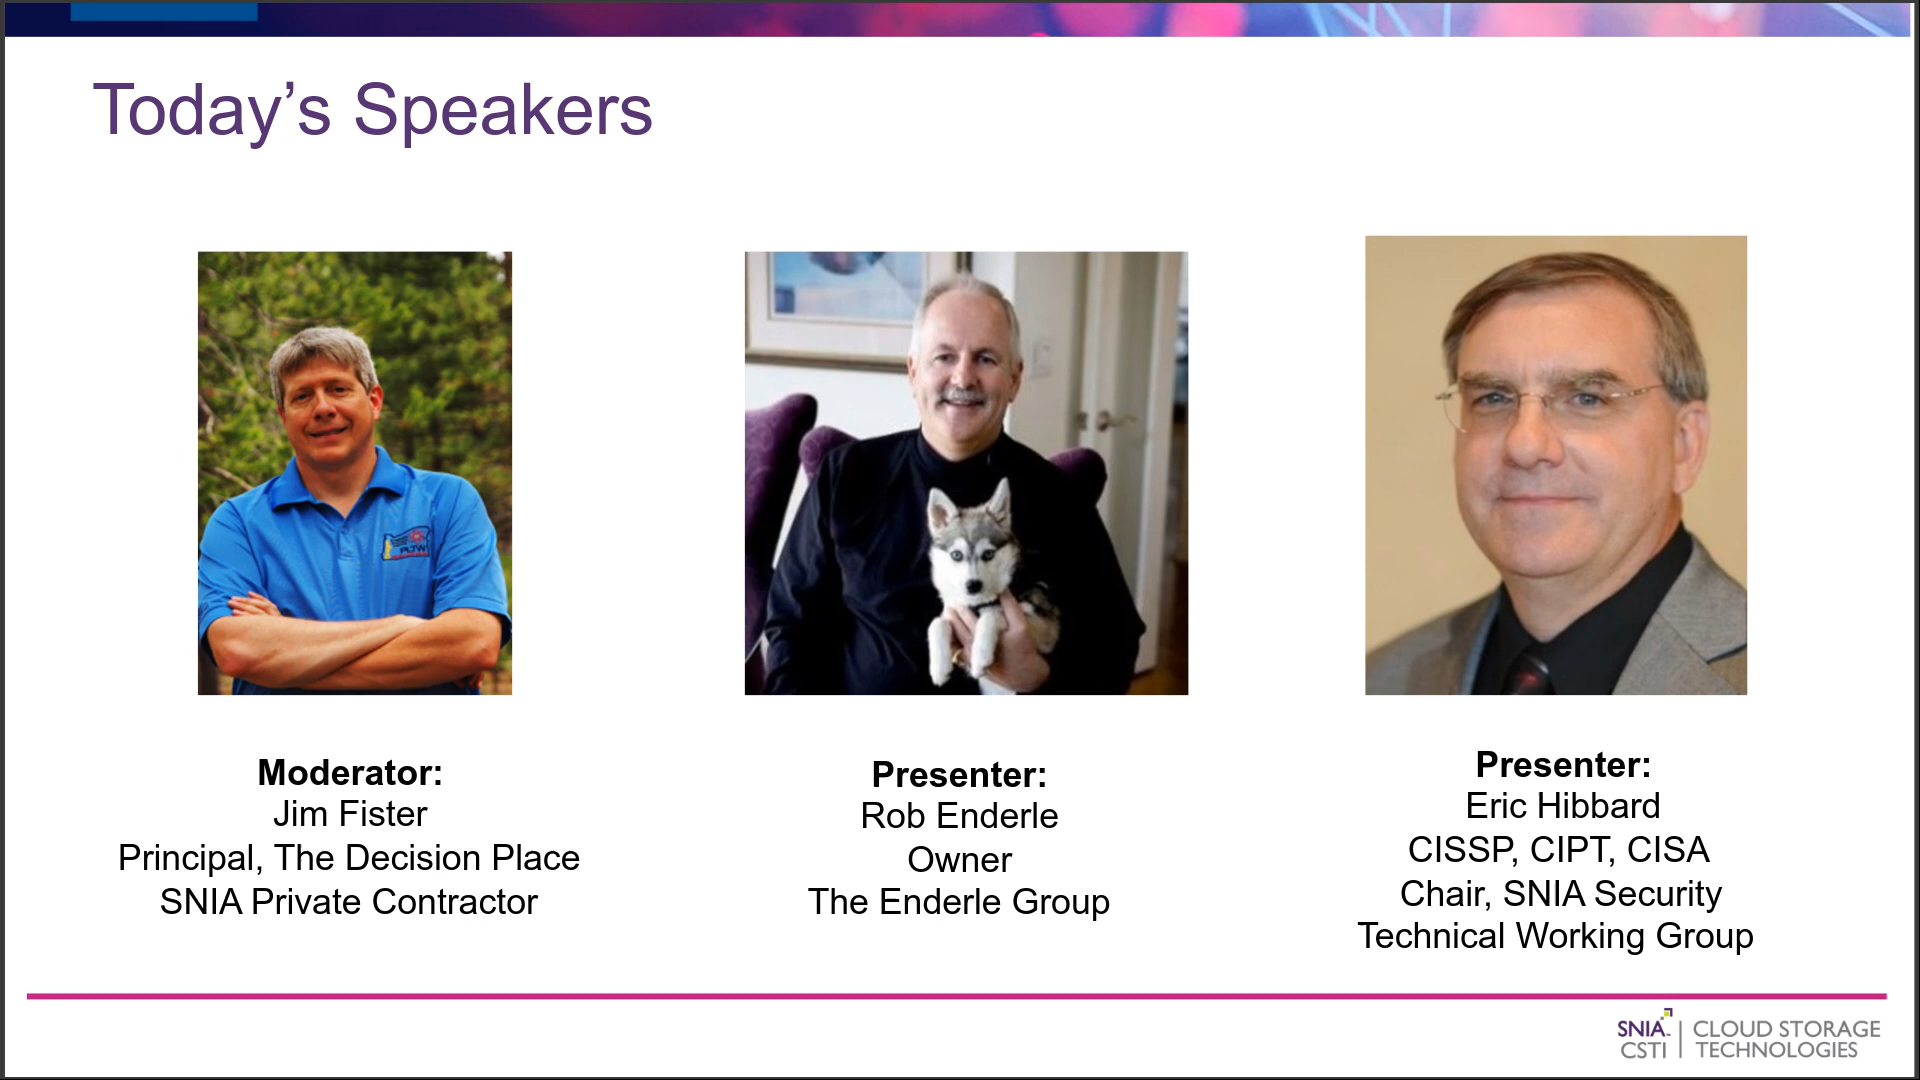 Today’s Speakers
PLTW
Moderator:
Jim Fister
Principal, The Decision Place
SNIA Private Contractor
Presenter:
Rob Enderle
Owner
The Enderle Group
Presenter:
Eric Hibbard
CISSP, CIPT, CISA
Chair, SNIA Security
Technical Working Group
SNIA
CSTI
CLOUD STORAGE
TECHNOLOGIES